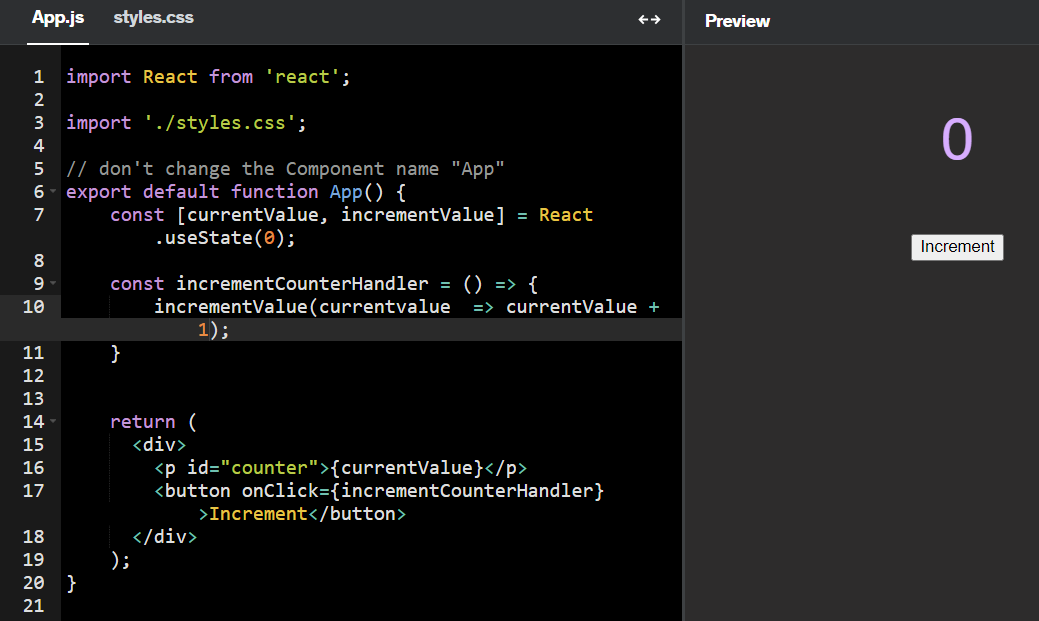 App.js styles.css
1 import React from 'react';
2
3 import './styles.css';
4
5 // don't change the Component name "App"
6 export default function App() {
7 const [currentValue, incrementValue] = React
.useState(0);
8
9 const incrementCounterHandler = () => {
10 incrementValue(currentvalue  => currentValue +
1);
11 }
12
13
14 return (
15 <div>
16 <p id="counter">{currentValue}</p>
17 <button onClick={incrementCounterHandler}
>Increment</button>
18 </div>
19 );
20 }
21
Preview
0
Increment